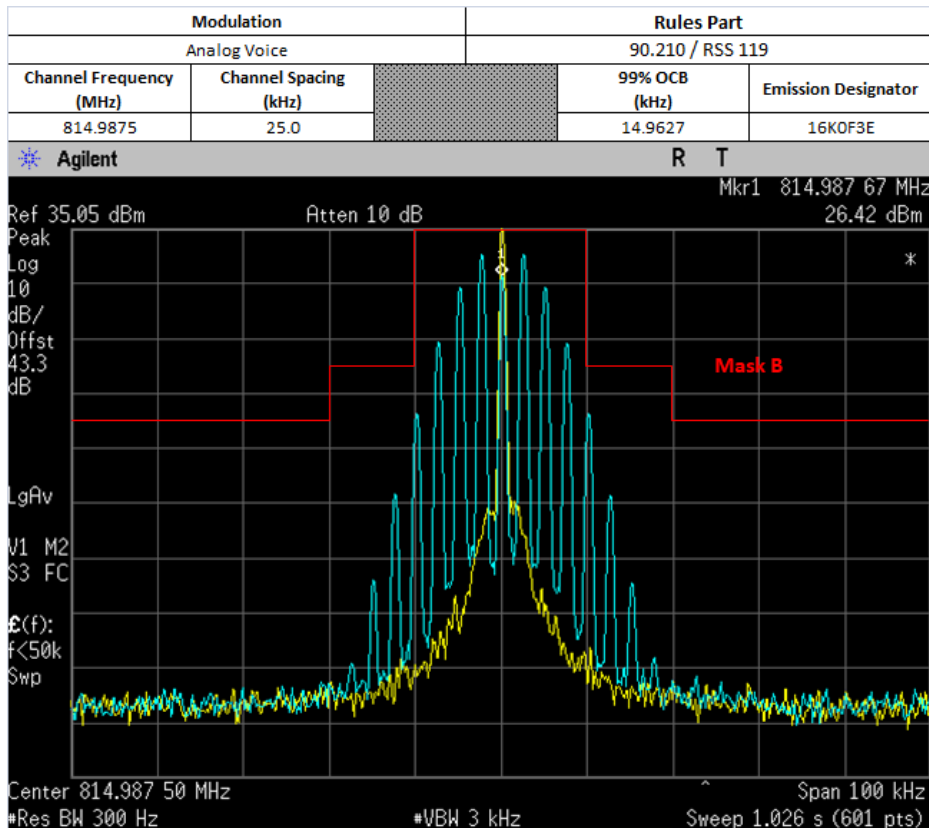 Modulation Rules Part
Analog Voice 90.210 / RSS 119
Channel Frequency (MHz) Channel Spacing (kHz) 99% OCB (kHz) Emission Designator
814.9875 25.0 14.9627 16K0F3E
Agilent R T
Mkr1 814.987 67 MHz
Ref 35.05 dBm Atten 10 dB 26.42 dBm
Peak
Log
10
dB/
Offst
43.3
dB
1
*
Mask B
LgAv
V1 M2
S3 FC
£(f):
f<50k
Swp
Center 814.987 50 MHz ^ Span 100 kHz
#Res BW 300 Hz #VBW 3 kHz Sweep 1.026 s (601 pts)